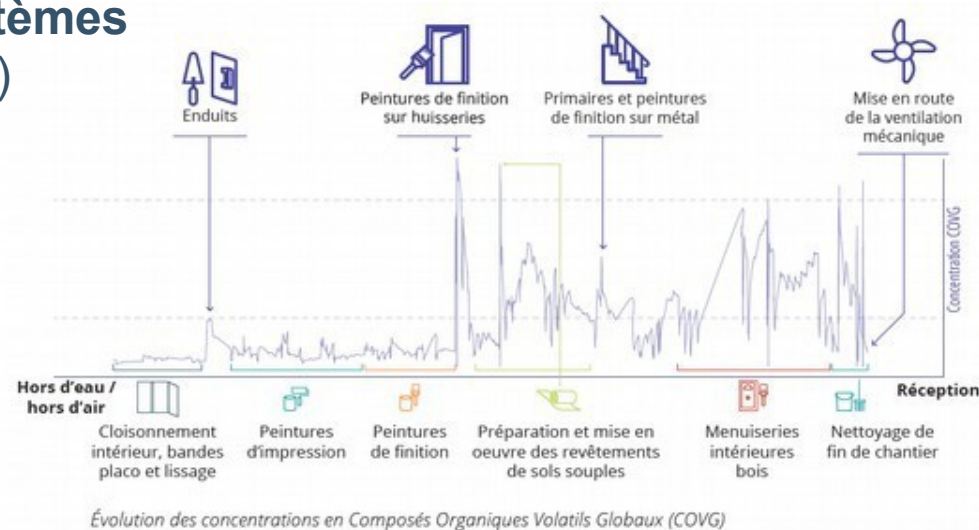 tèmes
)
Enduits
Peintures de finition
sur huisseries
Primaires et peintures
de finition sur métal
Mise en route
de la ventilation
mécanique
Concentration COVG
Hors d'eau /
hors d'air
Réception
Cloisonnement
intérieur, bandes
placo et lissage
Peintures
d'impression
Peintures
de finition
Préparation et mise en
oeuvre des revêtements
de sols souples
Menuiseries
intérieures
bois
Nettoyage de
fin de chantier
Évolution des concentrations en Composés Organiques Volatils Globaux (COVG)